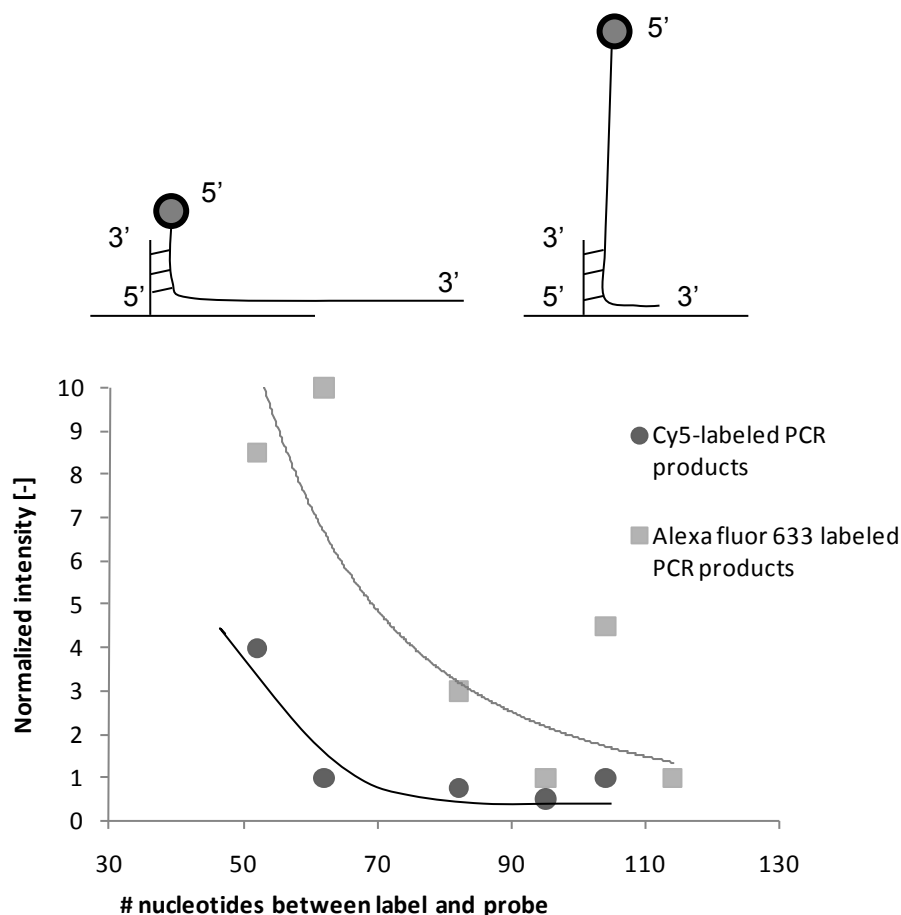 5’
5’
3’
5’
3’
3’
5’
3’
10
9
8
7
6
5
4
3
2
1
0
Normalized intensity [-]
Cy5-labeled PCR
products
Alexa fluor 633 labeled
PCR products
30 50 70 90 110 130
# nucleotides between label and probe